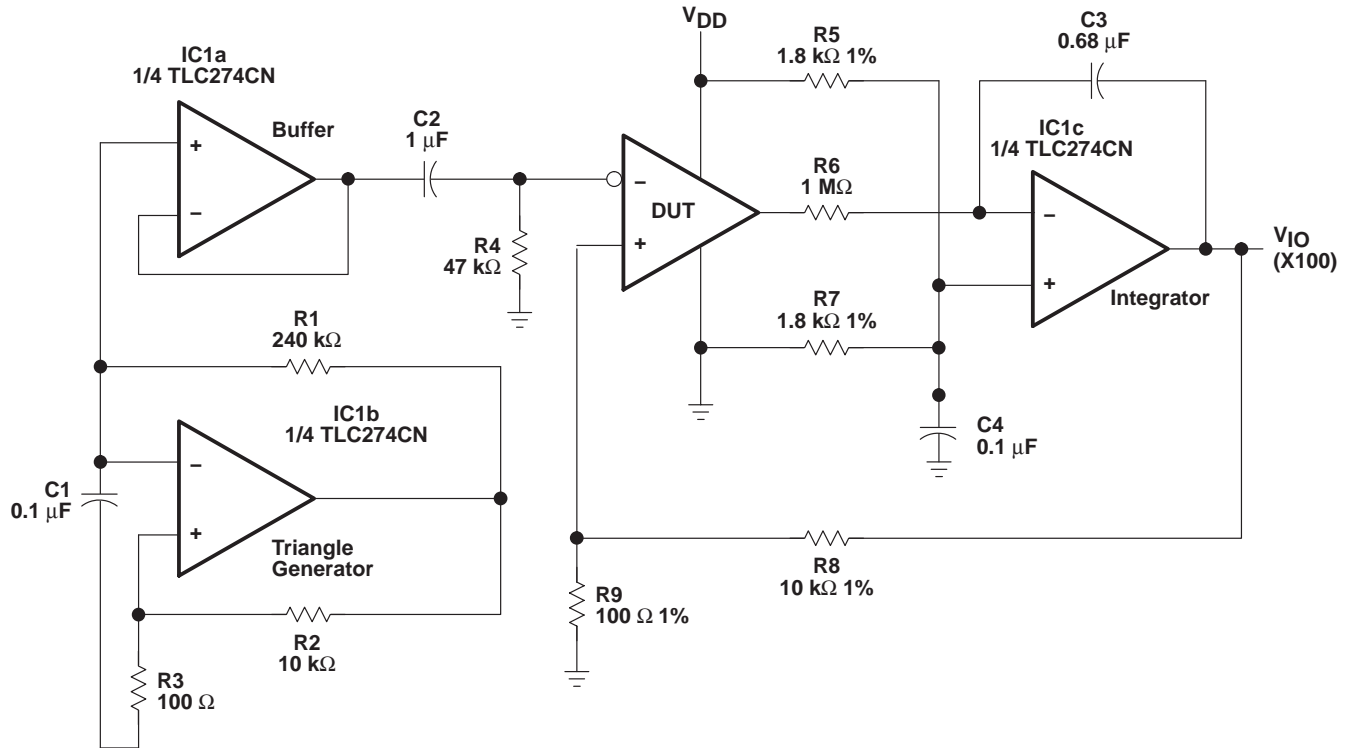 IC1a
1/4 TLC274CN
+
−
Buffer
C2
1 μF
R4
47 kΩ
R1
240 kΩ
IC1b
1/4 TLC274CN
−
+
C1
0.1 μF
Triangle
Generator
R2
10 kΩ
R3
100 Ω
VDD
−
DUT
+
R5
1.8 kΩ 1%
R6
1 MΩ
R7
1.8 kΩ 1%
C3
0.68 μF
IC1c
1/4 TLC274CN
−
+
Integrator
VIO
(X100)
C4
0.1 μF
R8
10 kΩ 1%
R9
100 Ω 1%